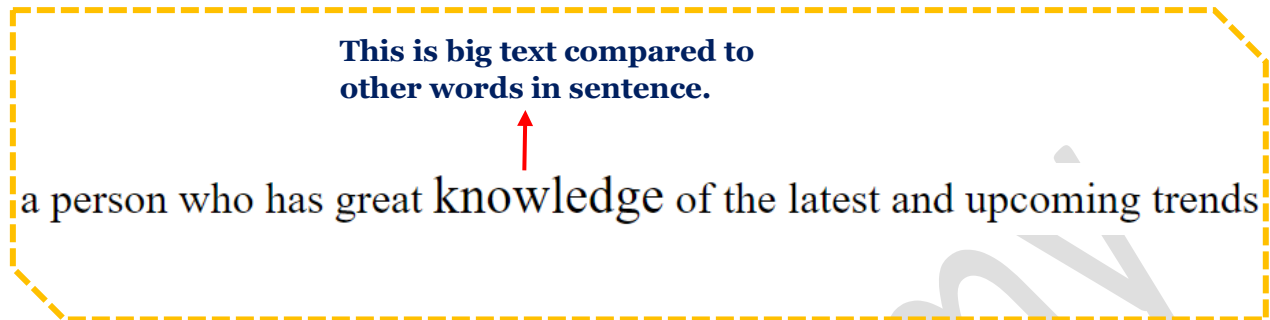 This is big text compared to
other words in sentence.
a person who has great knowledge of the latest and upcoming trends